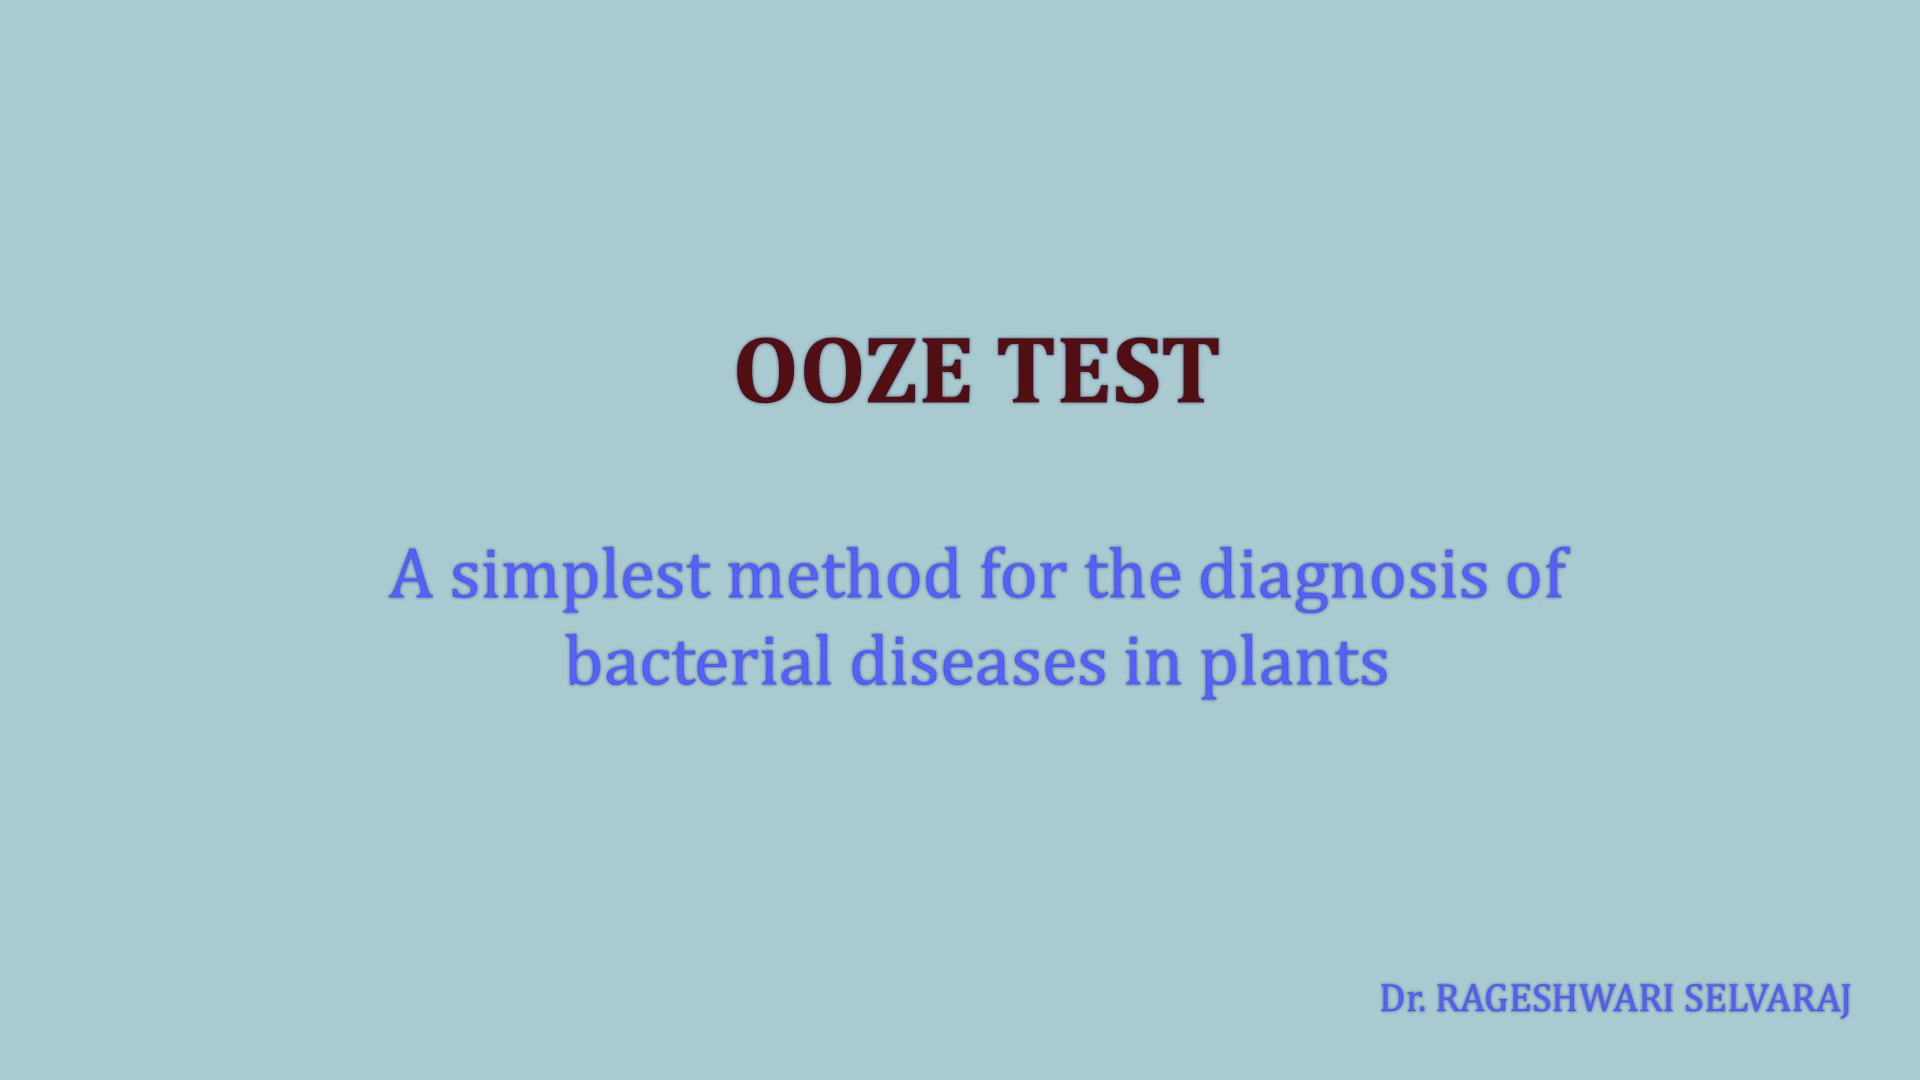 OOZE TEST
A simplest method for the diagnosis of
bacterial diseases in plants
Dr. RAGESHWARI SELVARAJ